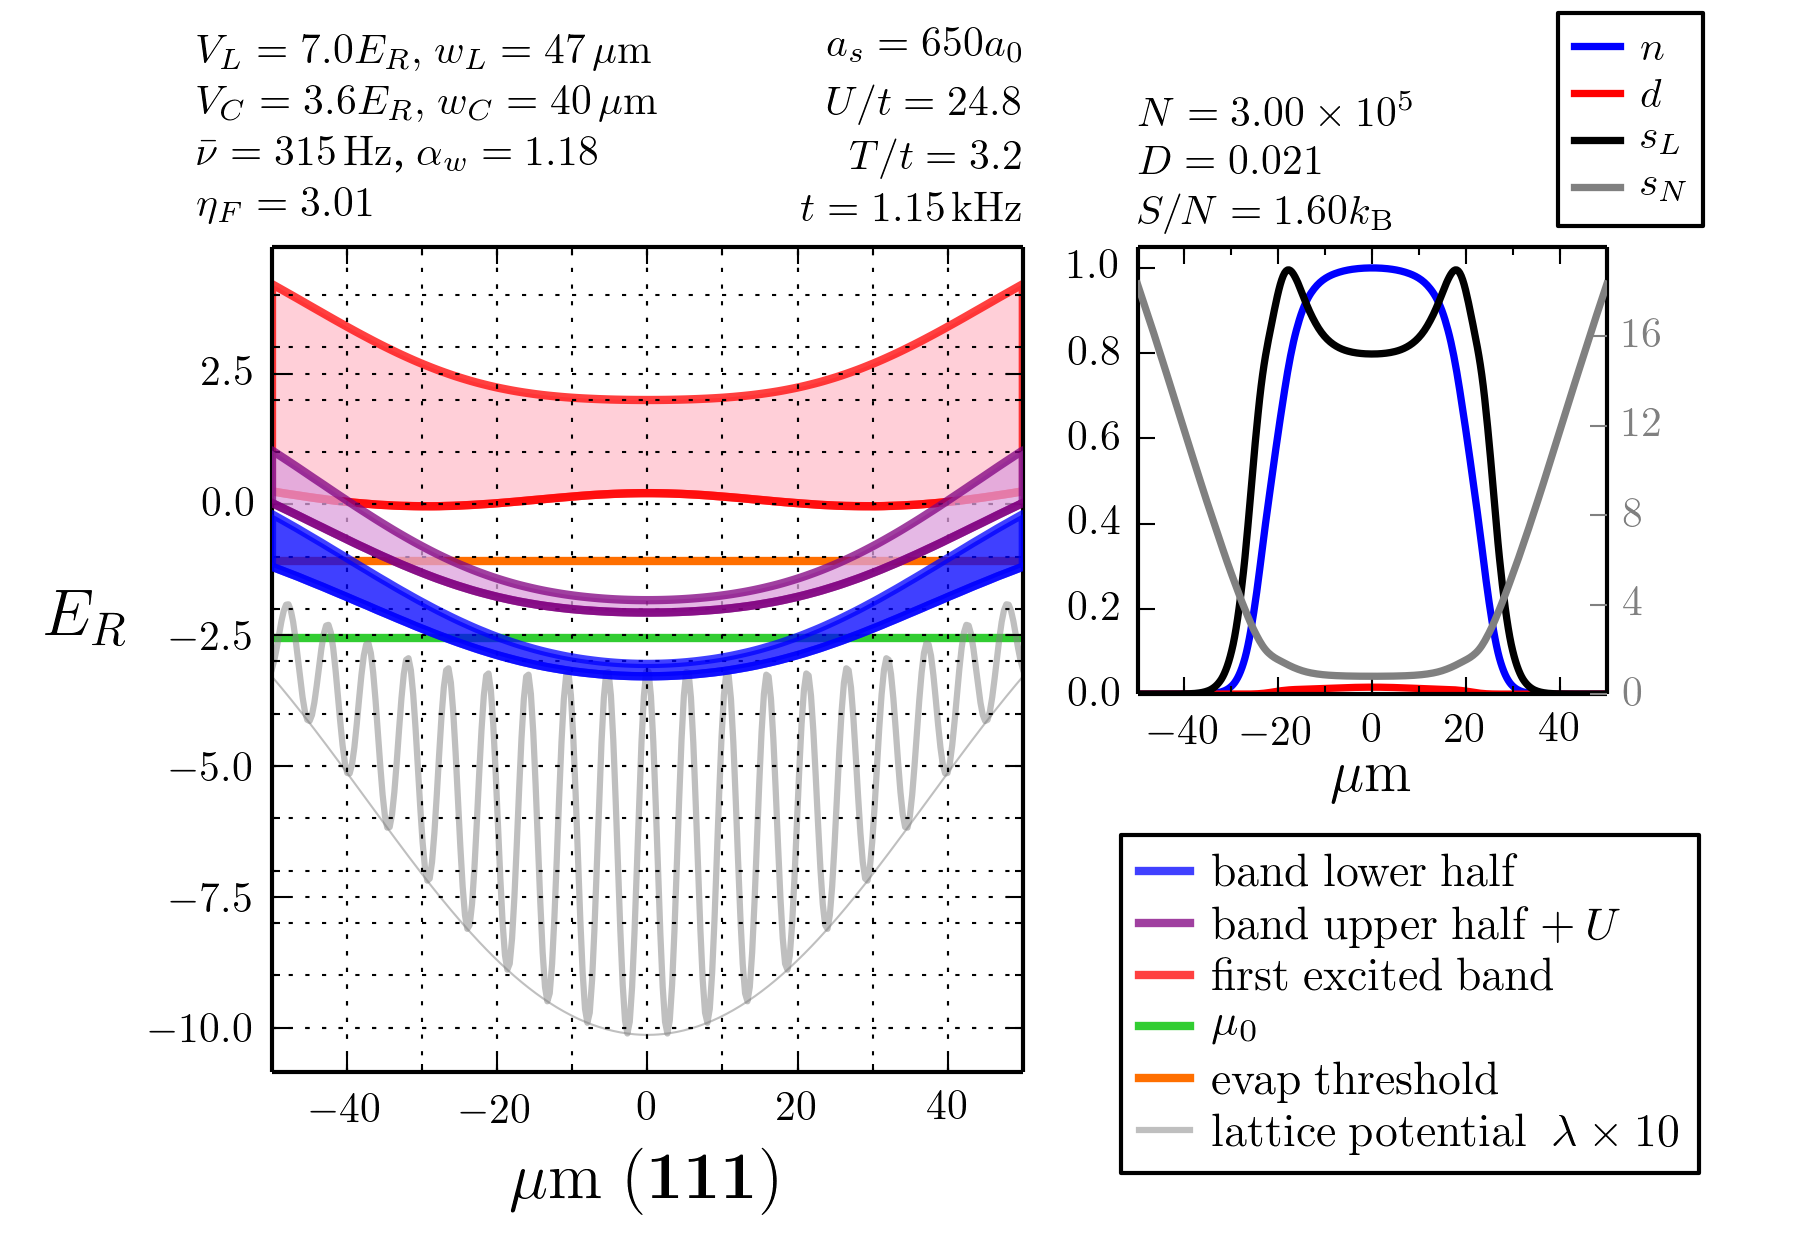 V_L = 7.0E_R, w_L = 47 μm
V_C = 3.6E_R, w_C = 40 μm
ν̄ = 315 Hz, α_w = 1.18
η_F = 3.01
a_s = 650a_0
U/t = 24.8
T/t = 3.2
t = 1.15 kHz
N = 3.00 × 10^5
D = 0.021
S/N = 1.60k_B
n
d
s_L
s_N
2.5
0.0
−2.5
−5.0
−7.5
−10.0
E_R
−40 −20 0 20 40
μm (111)
1.0
0.8
0.6
0.4
0.2
0.0
16
12
8
4
0
−40 −20 0 20 40
μm
band lower half
band upper half + U
first excited band
μ_0
evap threshold
lattice potential λ × 10